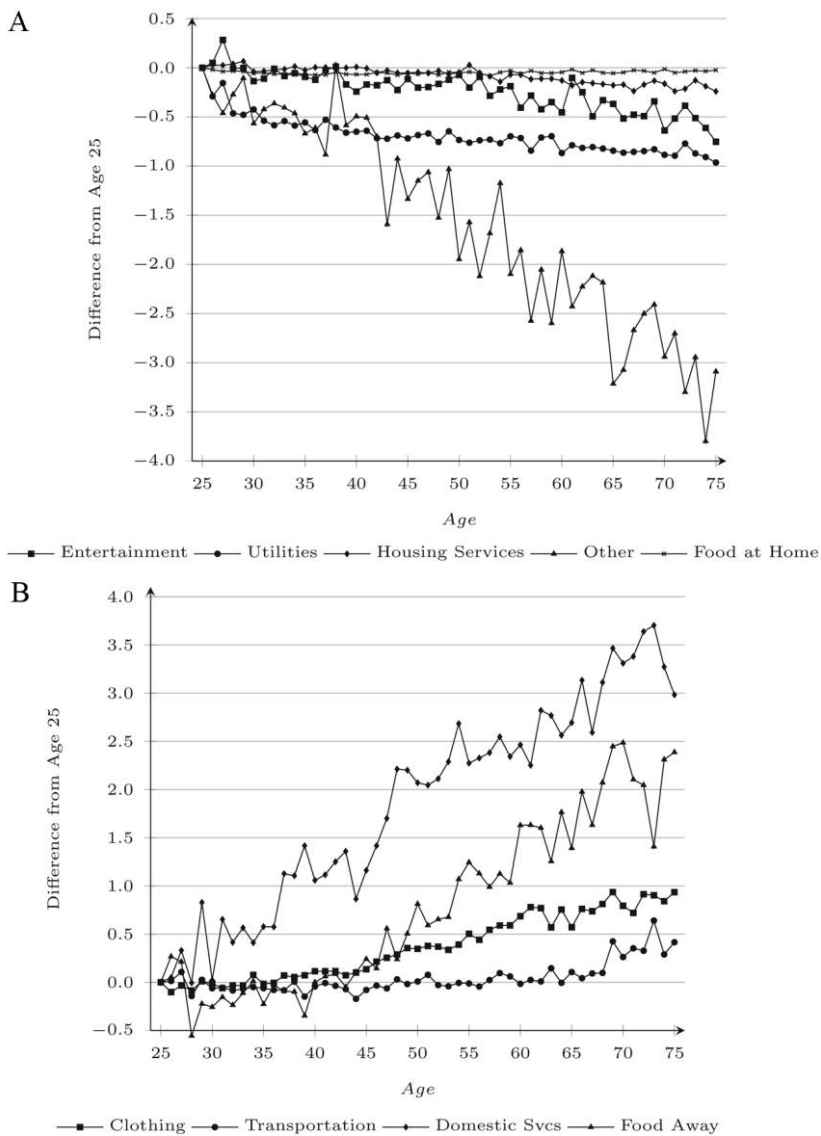 A
0.5
0.0
−0.5
−1.0
−1.5
−2.0
−2.5
−3.0
−3.5
−4.0
Difference from Age 25
25 30 35 40 45 50 55 60 65 70 75
Age
Entertainment Utilities Housing Services Other Food at Home
B
4.0
3.5
3.0
2.5
2.0
1.5
1.0
0.5
0.0
−0.5
Difference from Age 25
25 30 35 40 45 50 55 60 65 70 75
Age
Clothing Transportation Domestic Svcs Food Away